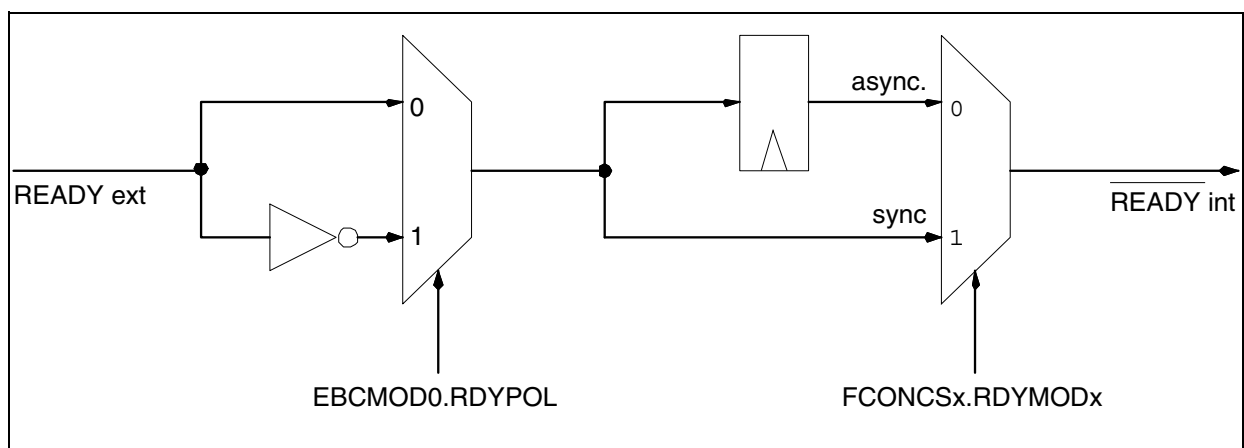 async.
0
0
READY ext
READY int
sync
1
1
EBCMOD0.RDYPOL
FCONCSx.RDYMODx